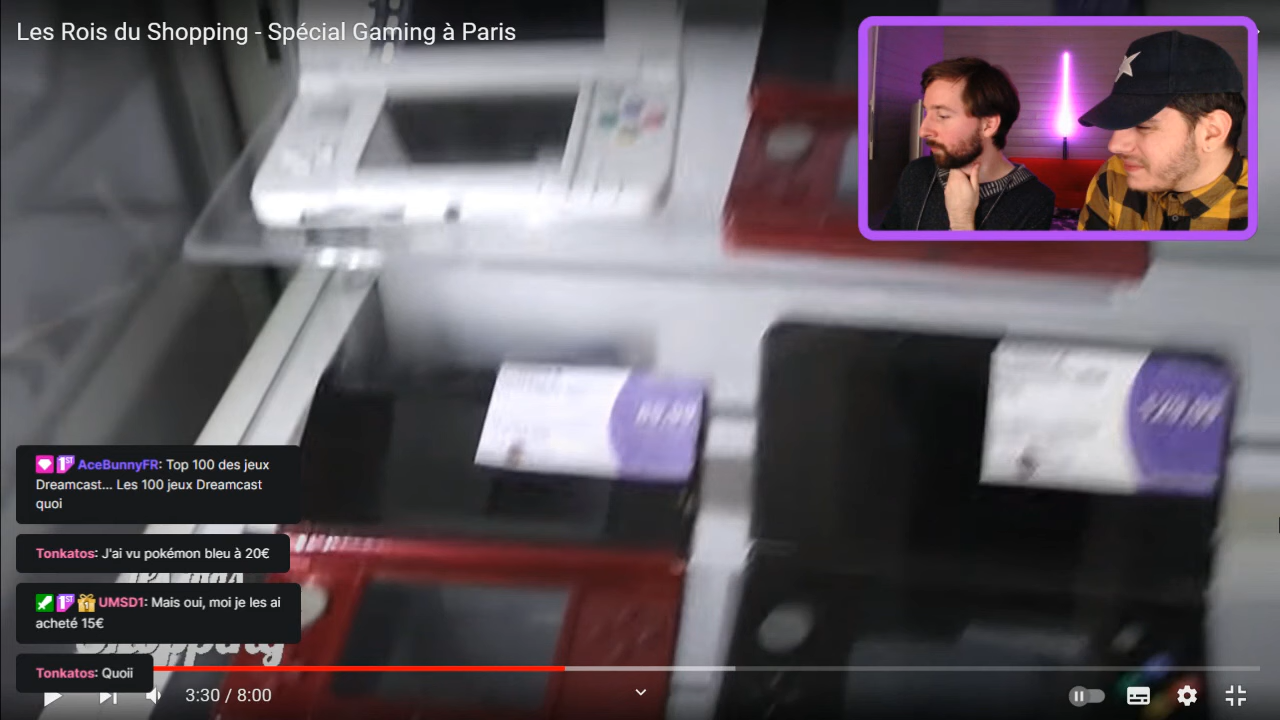 Les Rois du Shopping - Spécial Gaming à Paris
AceBunnyFR: Top 100 des jeux
Dreamcast... Les 100 jeux Dreamcast
quoi
Tonkatos: J'ai vu pokémon bleu à 20€
UMSD1: Mais oui, moi je les ai
acheté 15€
Shopping
Tonkatos: Quoii
3:30 / 8:00